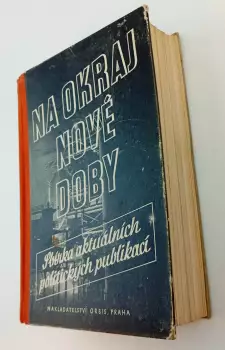 NA OKRAJ
NOVÉ
DOBY
Sbírka aktuálních
politických publikací
NAKLADATELSTVÍ ORBIS, PRAHA